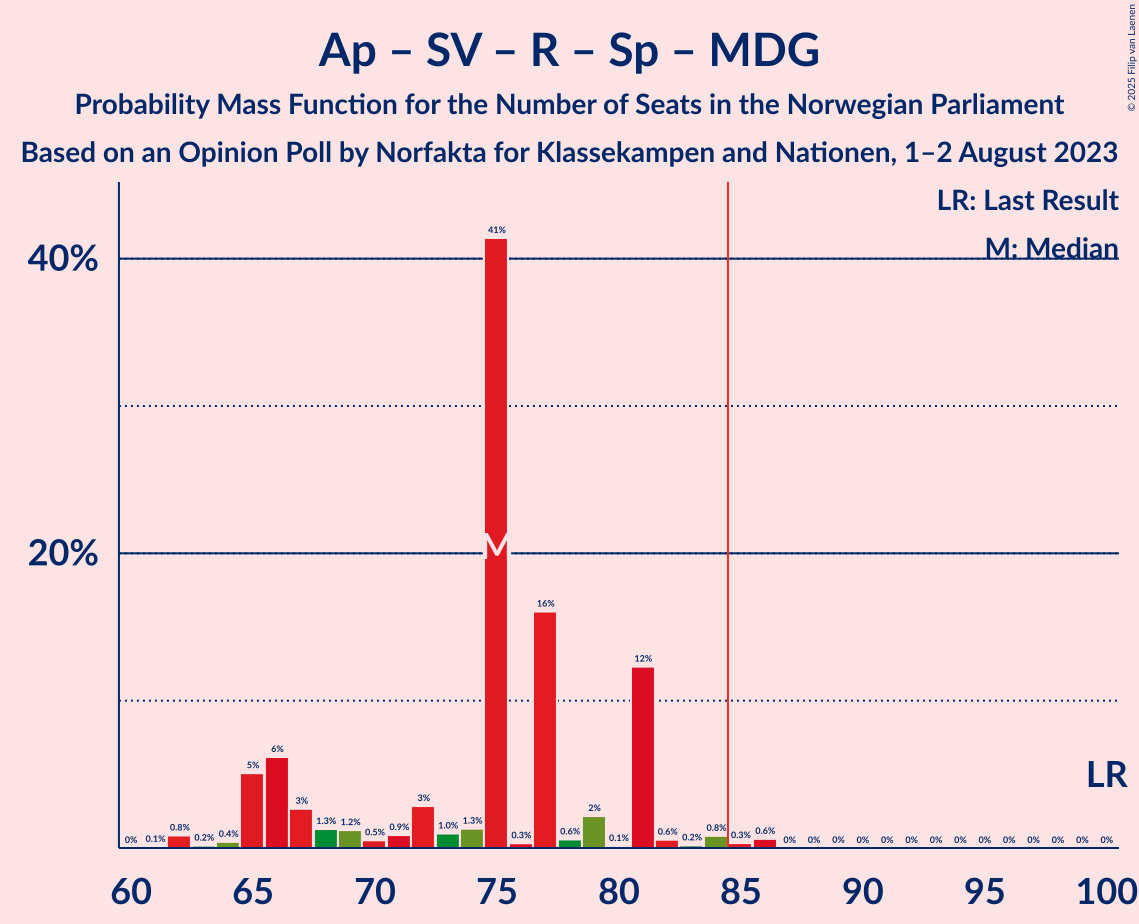 Ap – SV – R – Sp – MDG
© 2025 Filip van Laenen
Probability Mass Function for the Number of Seats in the Norwegian Parliament
Based on an Opinion Poll by Norfakta for Klassekampen and Nationen, 1–2 August 2023
LR: Last Result
M: Median
40%
20%
41%
M
16%
12%
LR
0% 0.1% 0.8% 0.2% 0.4% 5% 6% 3% 1.3% 1.2% 0.5% 0.9% 3% 1.0% 1.3% 0.3% 0.6% 2% 0.1% 0.6% 0.2% 0.8% 0.3% 0.6% 0% 0% 0% 0% 0% 0% 0% 0% 0% 0% 0% 0% 0% 0%
60 65 70 75 80 85 90 95 100